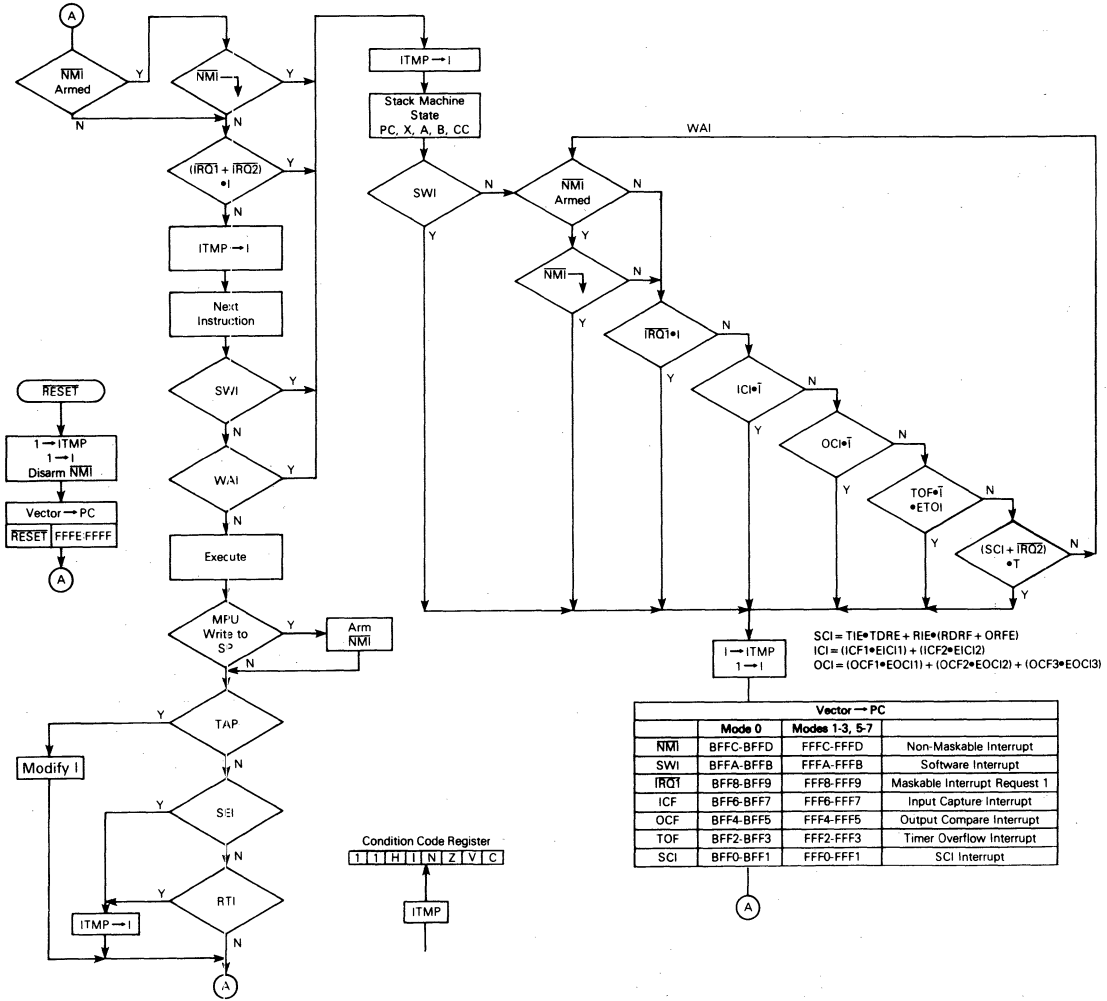 A
NMI
Armed
Y
N
NMI
Y
N
(IRQ1 + IRQ2)
•I
Y
N
ITMP → I
Next
Instruction
SWI
Y
N
WAI
Y
N
Execute
MPU
Write to
SP
Y
N
Arm
NMI
TAP
Y
N
Modify I
SEI
Y
N
RTI
Y
N
ITMP → I
A
RESET
1 → ITMP
1 → I
Disarm NMI
Vector → PC
RESET FFFE:FFFF
A
ITMP → I
Stack Machine
State
PC, X, A, B, CC
SWI
N
Y
WAI
NMI
Armed
N
Y
NMI
N
Y
IRQ1•I
N
Y
ICI•Ī
N
Y
OCI•Ī
N
Y
TOF•Ī
•ETOI
N
Y
(SCI + IRQ2)
•Ī
N
Y
SCI = TIE•TDRE + RIE•(RDRF + ORFE)
ICI = (ICF1•EICI1) + (ICF2•EICI2)
OCI = (OCF1•EOCI1) + (OCF2•EOCI2) + (OCF3•EOCI3)
I → ITMP
1 → I
Vector → PC
Mode 0 Modes 1-3, 5-7
NMI BFFC-BFFD FFFC-FFFD Non-Maskable Interrupt
SWI BFFA-BFFB FFFA-FFFB Software Interrupt
IRQ1 BFF8-BFF9 FFF8-FFF9 Maskable Interrupt Request 1
ICF BFF6-BFF7 FFF6-FFF7 Input Capture Interrupt
OCF BFF4-BFF5 FFF4-FFF5 Output Compare Interrupt
TOF BFF2-BFF3 FFF2-FFF3 Timer Overflow Interrupt
SCI BFF0-BFF1 FFF0-FFF1 SCI Interrupt
A
Condition Code Register
1 1 H I N Z V C
ITMP